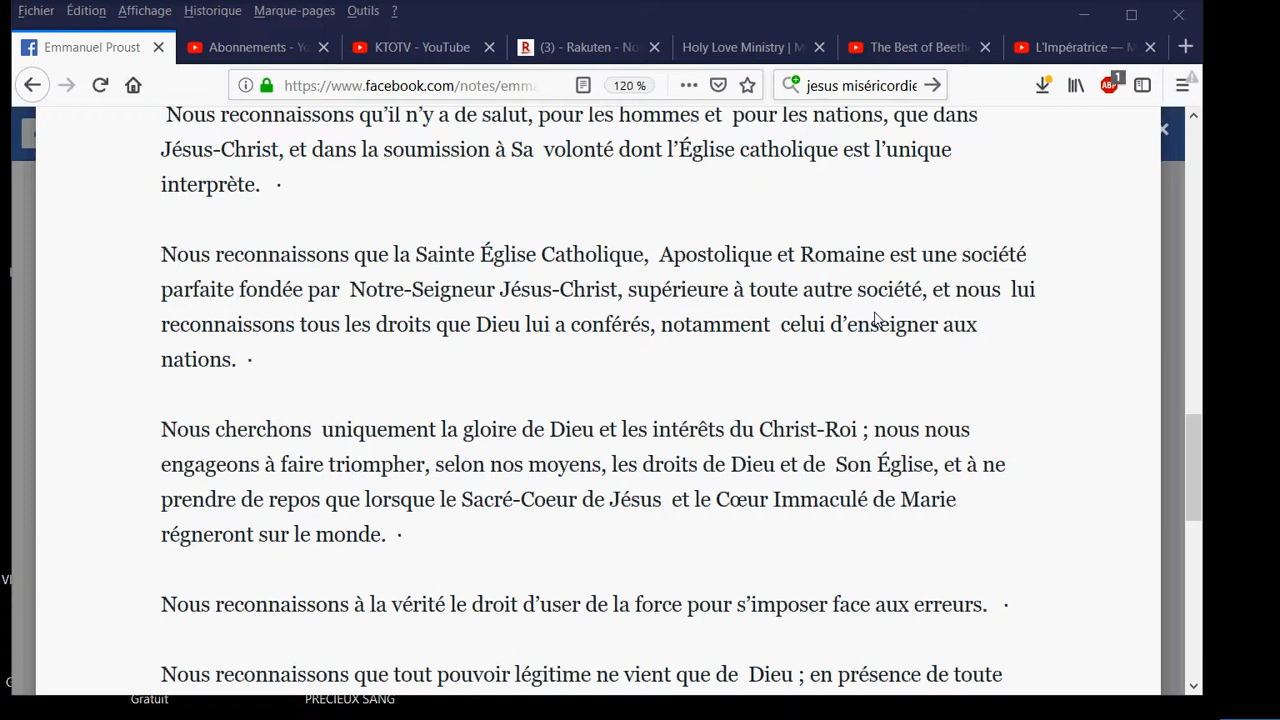 Fichier Édition Affichage Historique Marque-pages Outils ?
Emmanuel Proust Abonnements - Yo KTOTV - YouTube (3) - Rakuten - No Holy Love Ministry | M The Best of Beeth L'Impératrice — M
https://www.facebook.com/notes/emma 120 % jesus miséricordie ABP 1
Nous reconnaissons qu’il n’y a de salut, pour les hommes et pour les nations, que dans
Jésus-Christ, et dans la soumission à Sa volonté dont l’Église catholique est l’unique
interprète. ·
Nous reconnaissons que la Sainte Église Catholique, Apostolique et Romaine est une société
parfaite fondée par Notre-Seigneur Jésus-Christ, supérieure à toute autre société, et nous lui
reconnaissons tous les droits que Dieu lui a conférés, notamment celui d’enseigner aux
nations. ·
Nous cherchons uniquement la gloire de Dieu et les intérêts du Christ-Roi ; nous nous
engageons à faire triompher, selon nos moyens, les droits de Dieu et de Son Église, et à ne
prendre de repos que lorsque le Sacré-Coeur de Jésus et le Cœur Immaculé de Marie
régneront sur le monde. ·
Nous reconnaissons à la vérité le droit d’user de la force pour s’imposer face aux erreurs. ·
Nous reconnaissons que tout pouvoir légitime ne vient que de Dieu ; en présence de toute
Gratuit PRECIEUX SANG